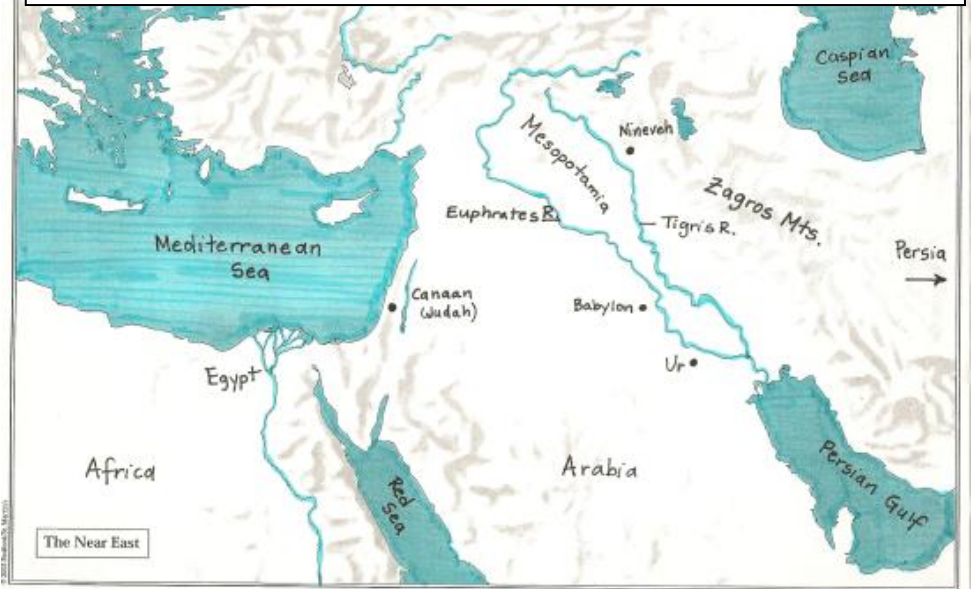 Caspian
Sea
Nineveh
Mesopotamia
Zagros Mts.
Euphrates R.
Tigris R.
Mediterranean
Sea
Persia
Canaan
(Judah)
Babylon
Ur
Egypt
Africa
Arabia
Red
Sea
Persian Gulf
The Near East